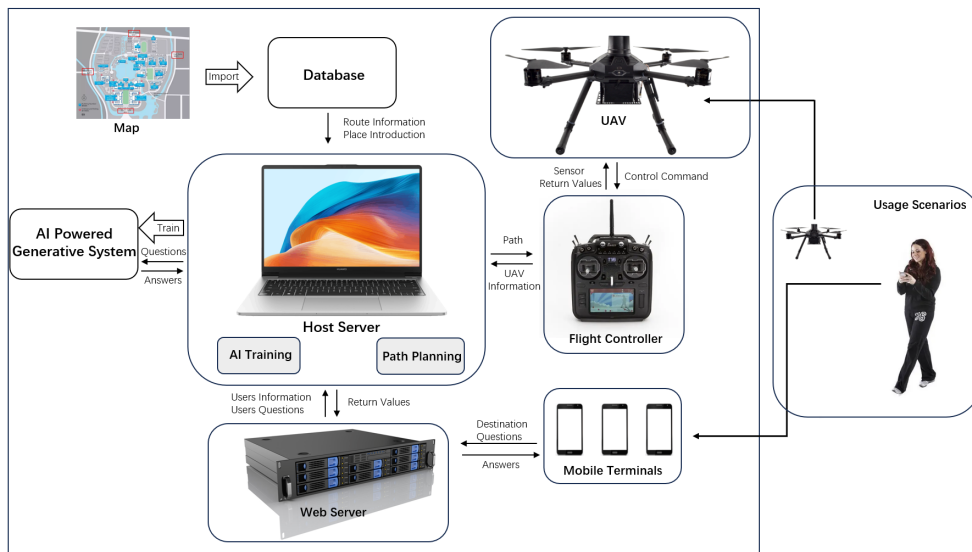 Map
Import
Database
UAV
Route Information
Place Introduction
Sensor
Return Values
Control Command
Usage Scenarios
AI Powered
Generative System
Train
Questions
Answers
Path
UAV
Information
Host Server
AI Training
Path Planning
Flight Controller
Users Information
Users Questions
Return Values
Destination
Questions
Answers
Mobile Terminals
Web Server